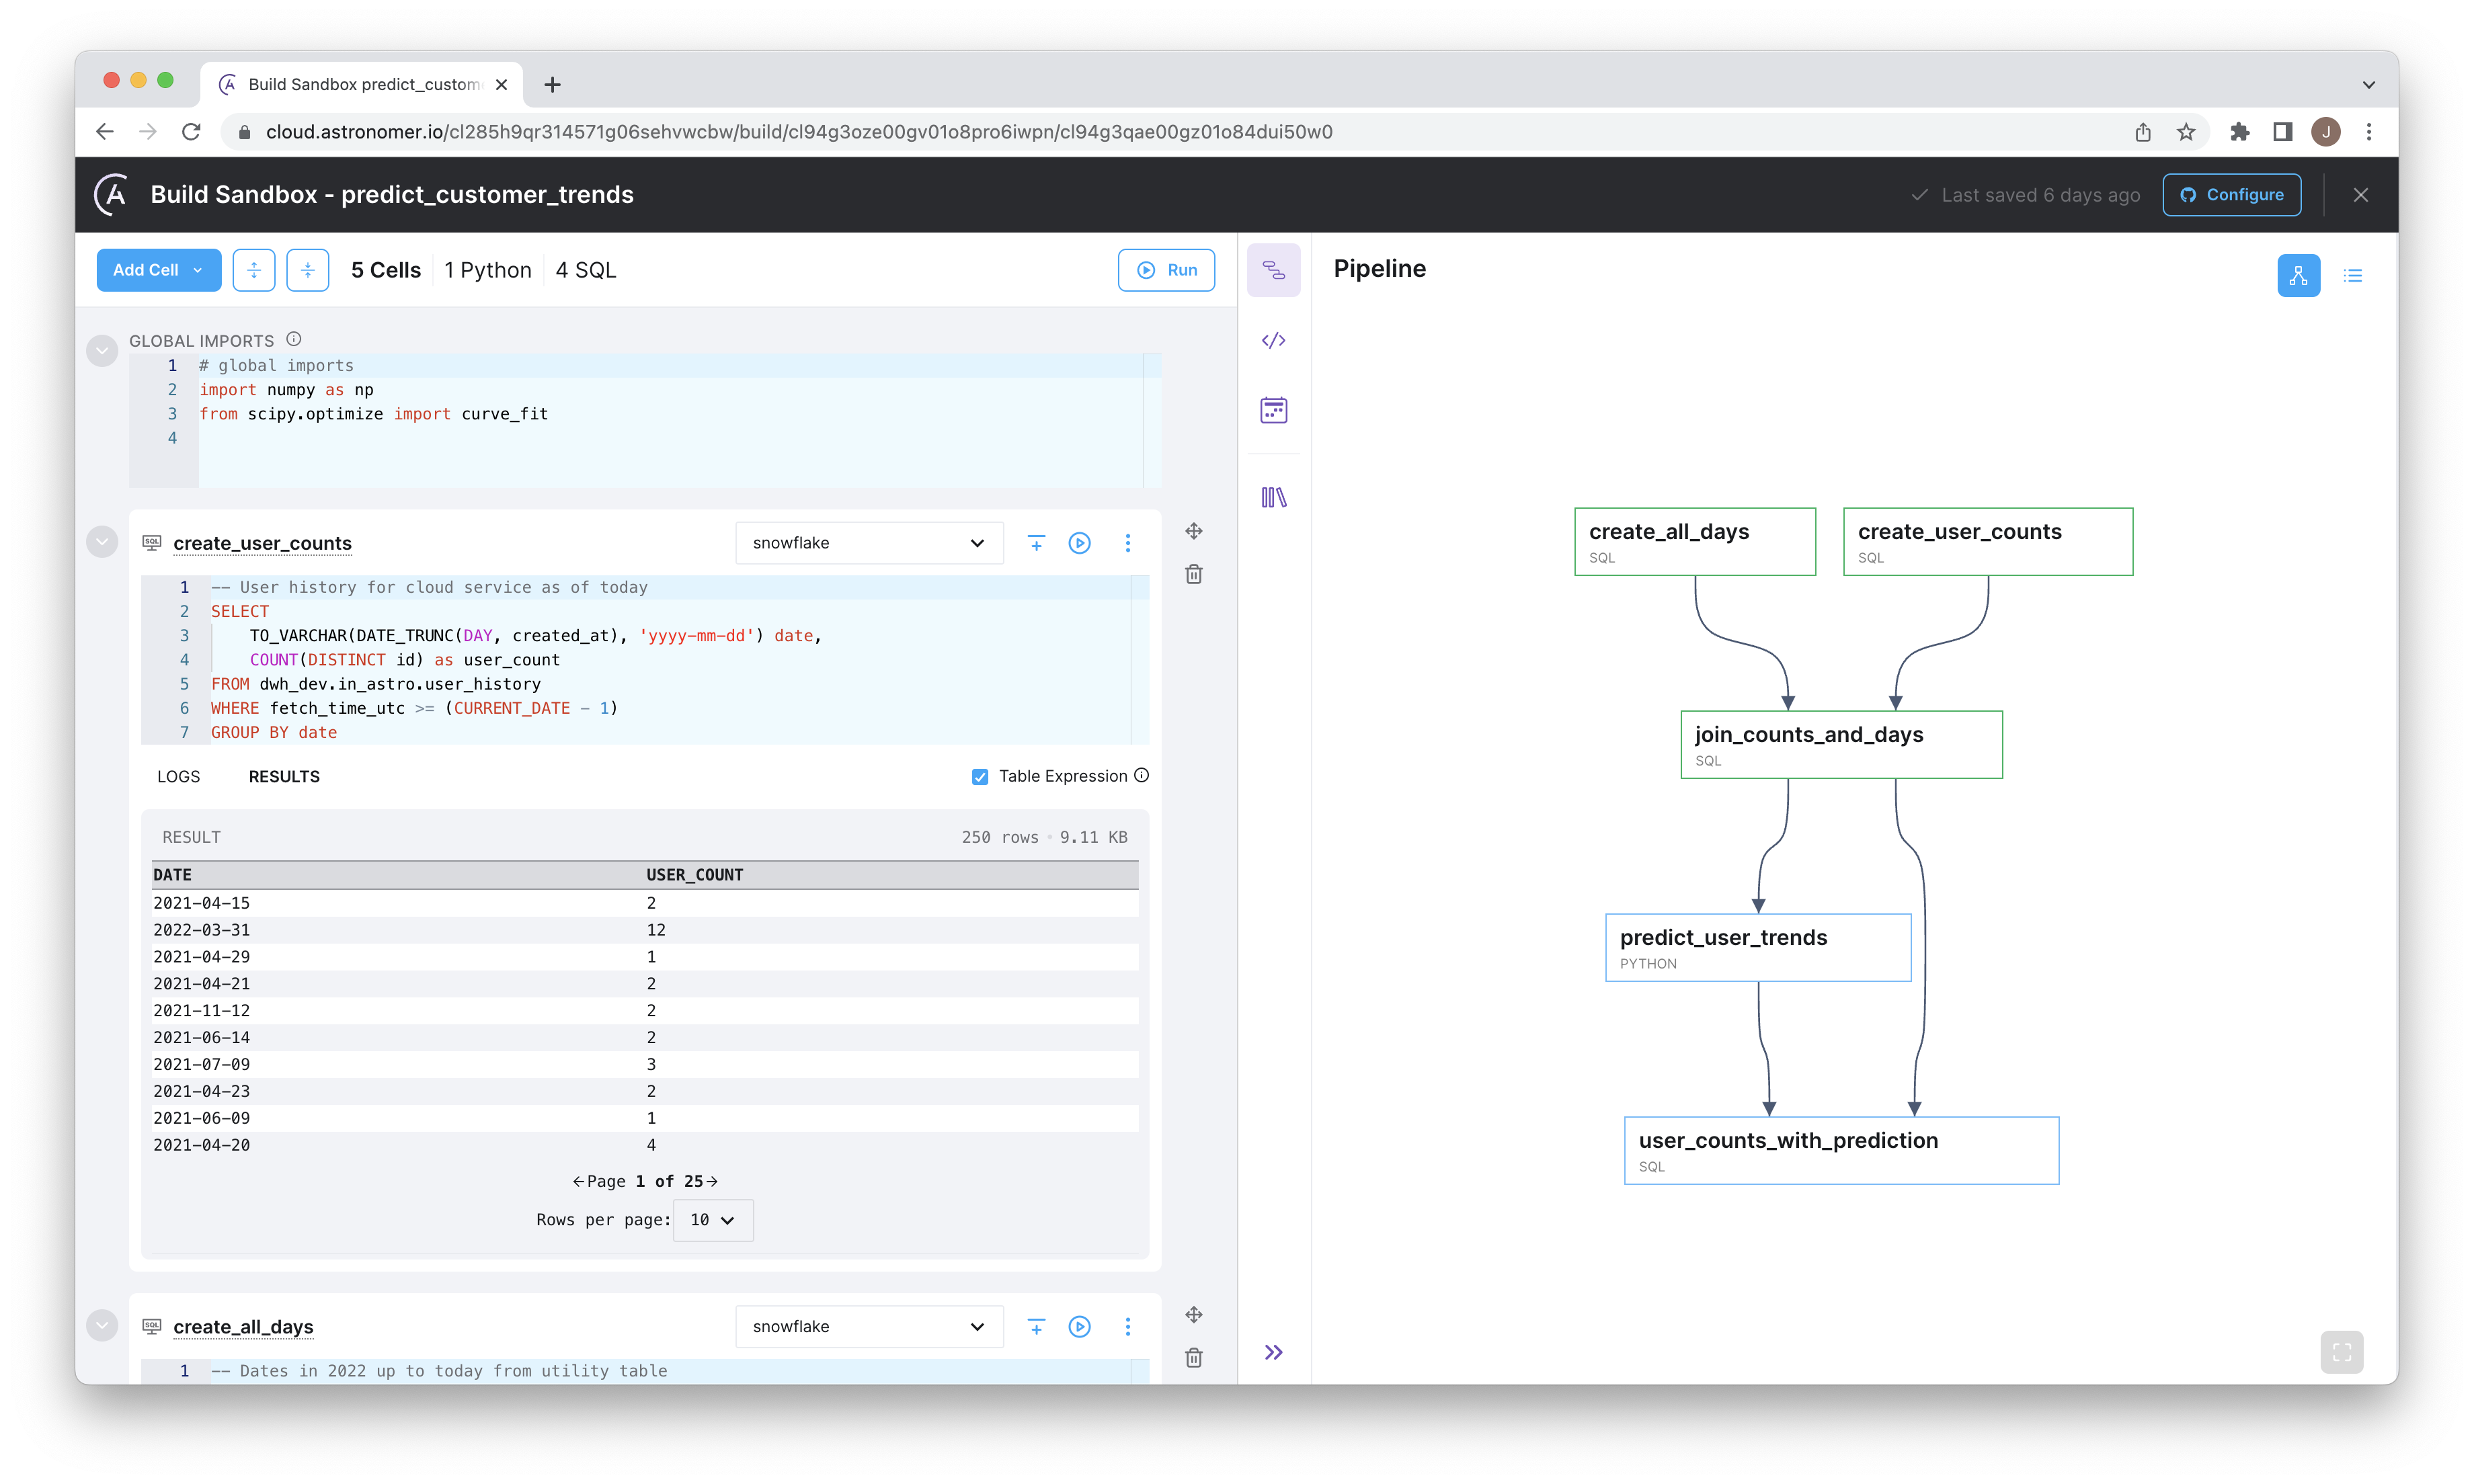 Build Sandbox predict_custom
cloud.astronomer.io/cl285h9qr314571g06sehvwcbw/build/cl94g3oze00gv01o8pro6iwpn/cl94g3qae00gz01o84dui50w0
J
Build Sandbox - predict_customer_trends
Last saved 6 days ago
Configure
Add Cell
5 Cells
1 Python
4 SQL
Run
GLOBAL IMPORTS
1 # global imports
2 import numpy as np
3 from scipy.optimize import curve_fit
4
SQL create_user_counts
snowflake
1 -- User history for cloud service as of today
2 SELECT
3 TO_VARCHAR(DATE_TRUNC(DAY, created_at), 'yyyy-mm-dd') date,
4 COUNT(DISTINCT id) as user_count
5 FROM dwh_dev.in_astro.user_history
6 WHERE fetch_time_utc >= (CURRENT_DATE - 1)
7 GROUP BY date
LOGS
RESULTS
Table Expression
RESULT
250 rows • 9.11 KB
DATE USER_COUNT
2021-04-15 2
2022-03-31 12
2021-04-29 1
2021-04-21 2
2021-11-12 2
2021-06-14 2
2021-07-09 3
2021-04-23 2
2021-06-09 1
2021-04-20 4
←Page 1 of 25→
Rows per page: 10
SQL create_all_days
snowflake
1 -- Dates in 2022 up to today from utility table
Pipeline
create_all_days
SQL
create_user_counts
SQL
join_counts_and_days
SQL
predict_user_trends
PYTHON
user_counts_with_prediction
SQL